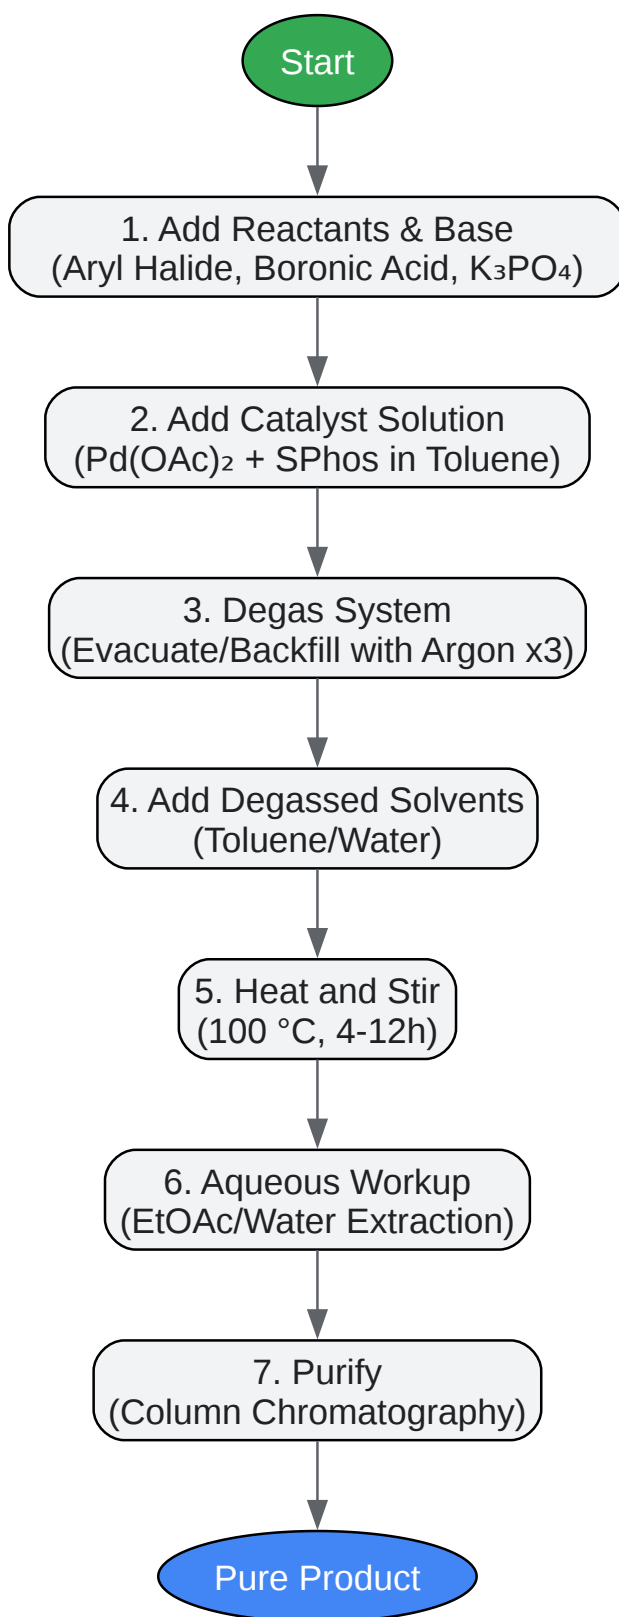 Start
1. Add Reactants & Base
(Aryl Halide, Boronic Acid, K₃PO₄)
2. Add Catalyst Solution
(Pd(OAc)₂ + SPhos in Toluene)
3. Degas System
(Evacuate/Backfill with Argon x3)
4. Add Degassed Solvents
(Toluene/Water)
5. Heat and Stir
(100 °C, 4-12h)
6. Aqueous Workup
(EtOAc/Water Extraction)
7. Purify
(Column Chromatography)
Pure Product